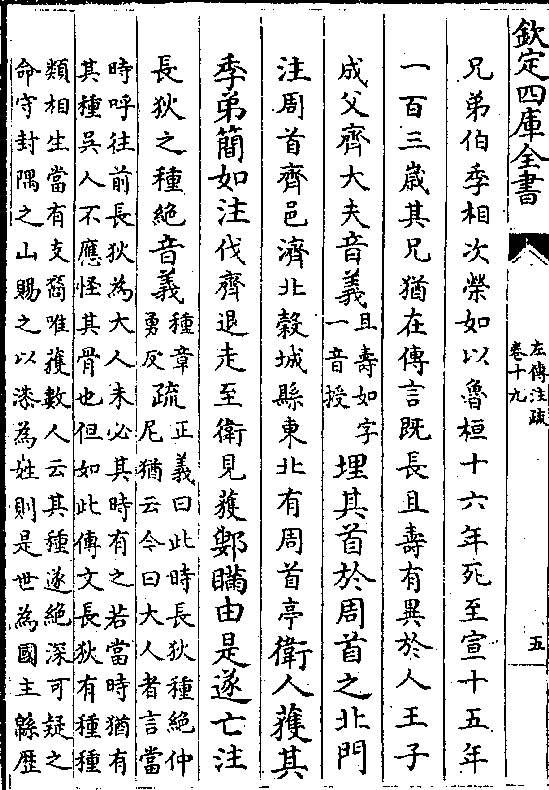 欽定四庫全書
左傳注疏
卷十九
五
兄弟伯季相次榮如以魯桓十六年死至宣十五年
一百三歲其兄猶在傳言既長且壽有異於人王子
成父齊大夫音義且壽如字
一音授埋其首於周首之北門
注周首齊邑濟北榖城縣東北有周首亭衛人獲其
季弟簡如注伐齊退走至衛見獲鄋瞞由是遂亡注
長狄之種絶音義種章
勇反疏正義曰此時長狄種絶仲
尼猶云今曰大人者言當
時呼往前長狄為大人未必其時有之若當時猶有
其種吳人不應怪其骨也但如此傳文長狄有種種
類相生當有支裔唯獲數人云其種遂絶深可疑之
命守封隅之山賜之以漆為姓則是世為國主緜歴